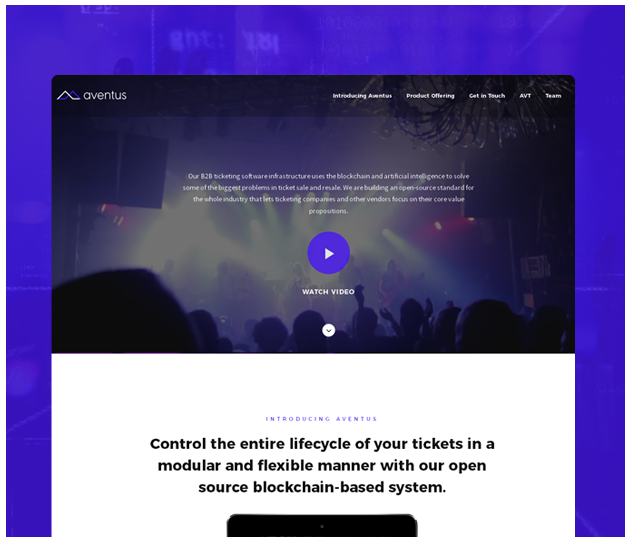 aventus
Introducing Aventus
Product Offering
Get in Touch
AVT
Team
Our B2B ticketing software infrastructure uses the blockchain and artificial intelligence to solve
some of the biggest problems in ticket sale and resale. We are building an open-source standard for
the whole industry that lets ticketing companies and other vendors focus on their core value
propositions.
WATCH VIDEO
INTRODUCING AVENTUS
Control the entire lifecycle of your tickets in a
modular and flexible manner with our open
source blockchain-based system.